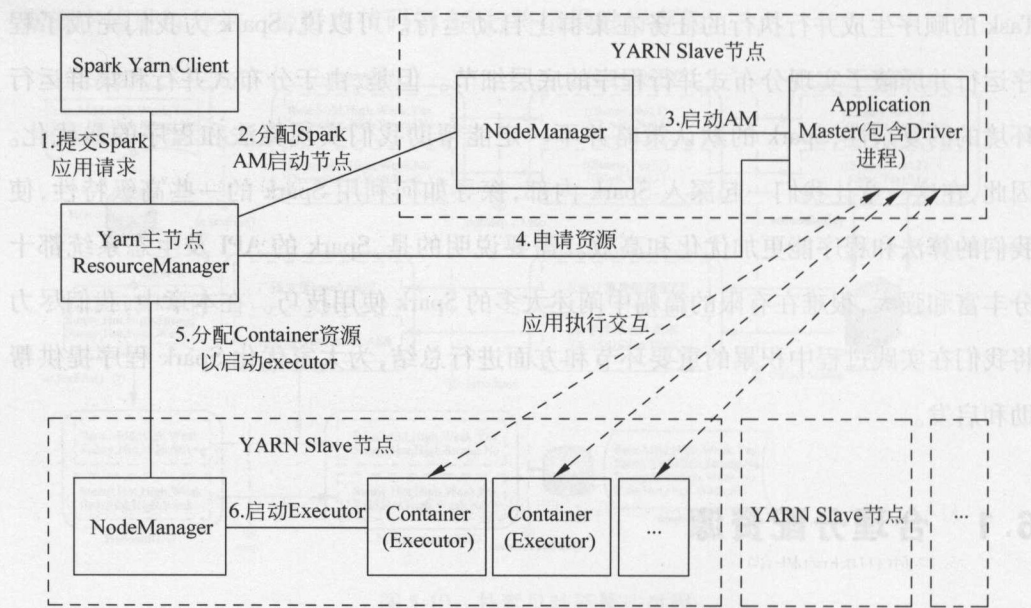 Spark Yarn Client
YARN Slave节点
NodeManager
3.启动AM
Application
Master(包含Driver
进程)
1.提交Spark
应用请求
2.分配Spark
AM启动节点
Yarn主节点
ResourceManager
4.申请资源
5.分配Container资源
以启动executor
应用执行交互
YARN Slave节点
NodeManager
6.启动Executor
Container
(Executor)
Container
(Executor)
...
YARN Slave节点
...